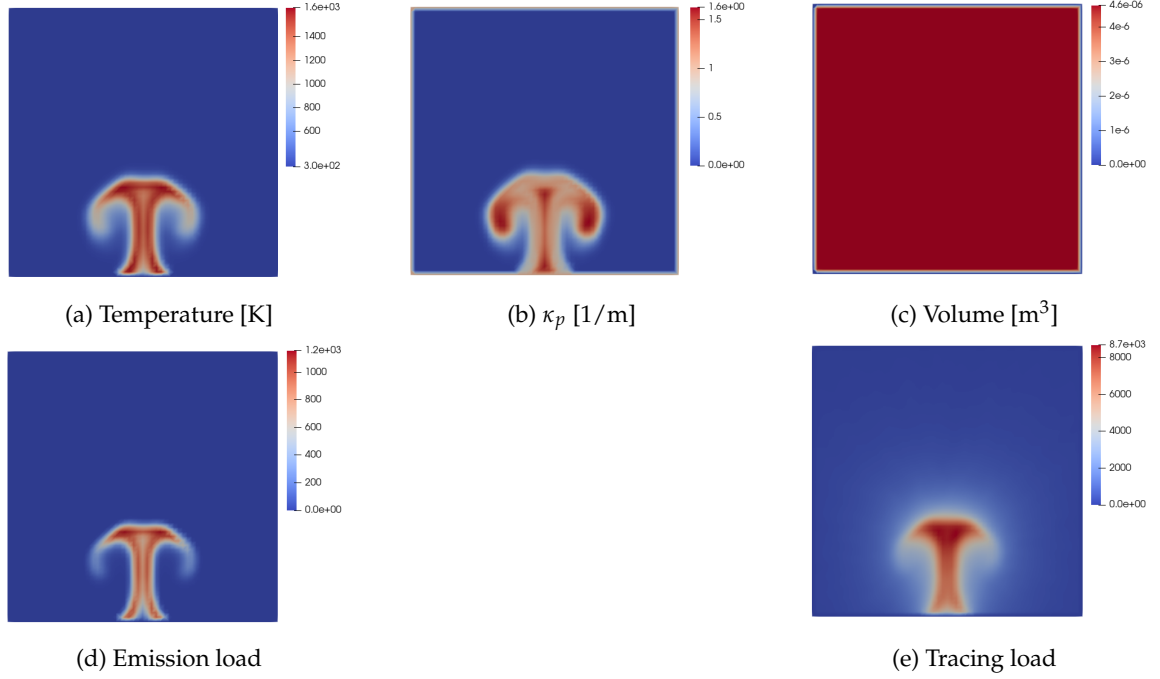 1.6e+03
1400
1200
1000
800
600
3.0e+02
1.6e+00
1.5
1
0.5
0.0e+00
4.6e-06
4e-6
3e-6
2e-6
1e-6
0.0e+00
(a) Temperature [K]
(b) κp [1/m]
(c) Volume [m³]
1.2e+03
1000
800
600
400
200
0.0e+00
8.7e+03
8000
6000
4000
2000
0.0e+00
(d) Emission load
(e) Tracing load